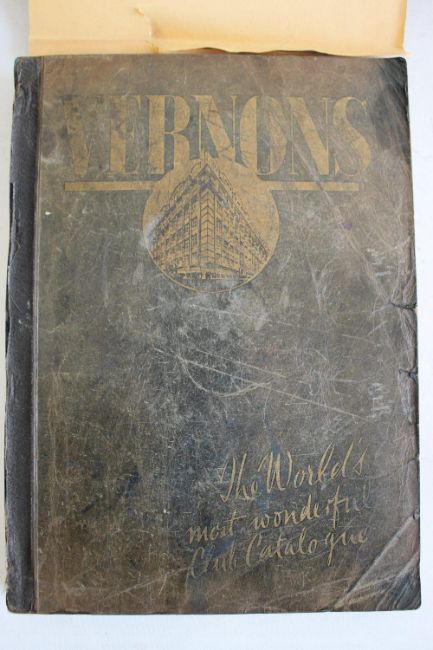 VERNONS
The World's
most wonderful
Club Catalogue